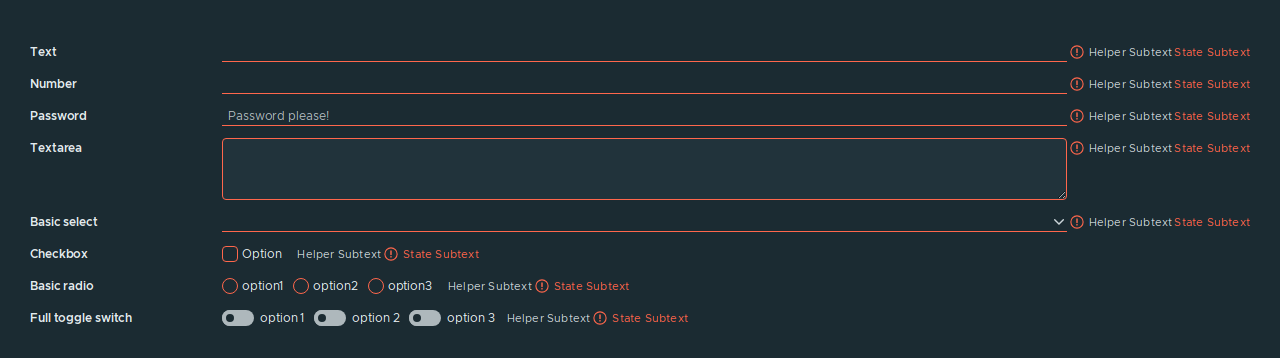 Text Helper Subtext State Subtext
Number Helper Subtext State Subtext
Password Password please! Helper Subtext State Subtext
Textarea Helper Subtext State Subtext
Basic select Helper Subtext State Subtext
Checkbox Option Helper Subtext State Subtext
Basic radio option1 option2 option3 Helper Subtext State Subtext
Full toggle switch option 1 option 2 option 3 Helper Subtext State Subtext